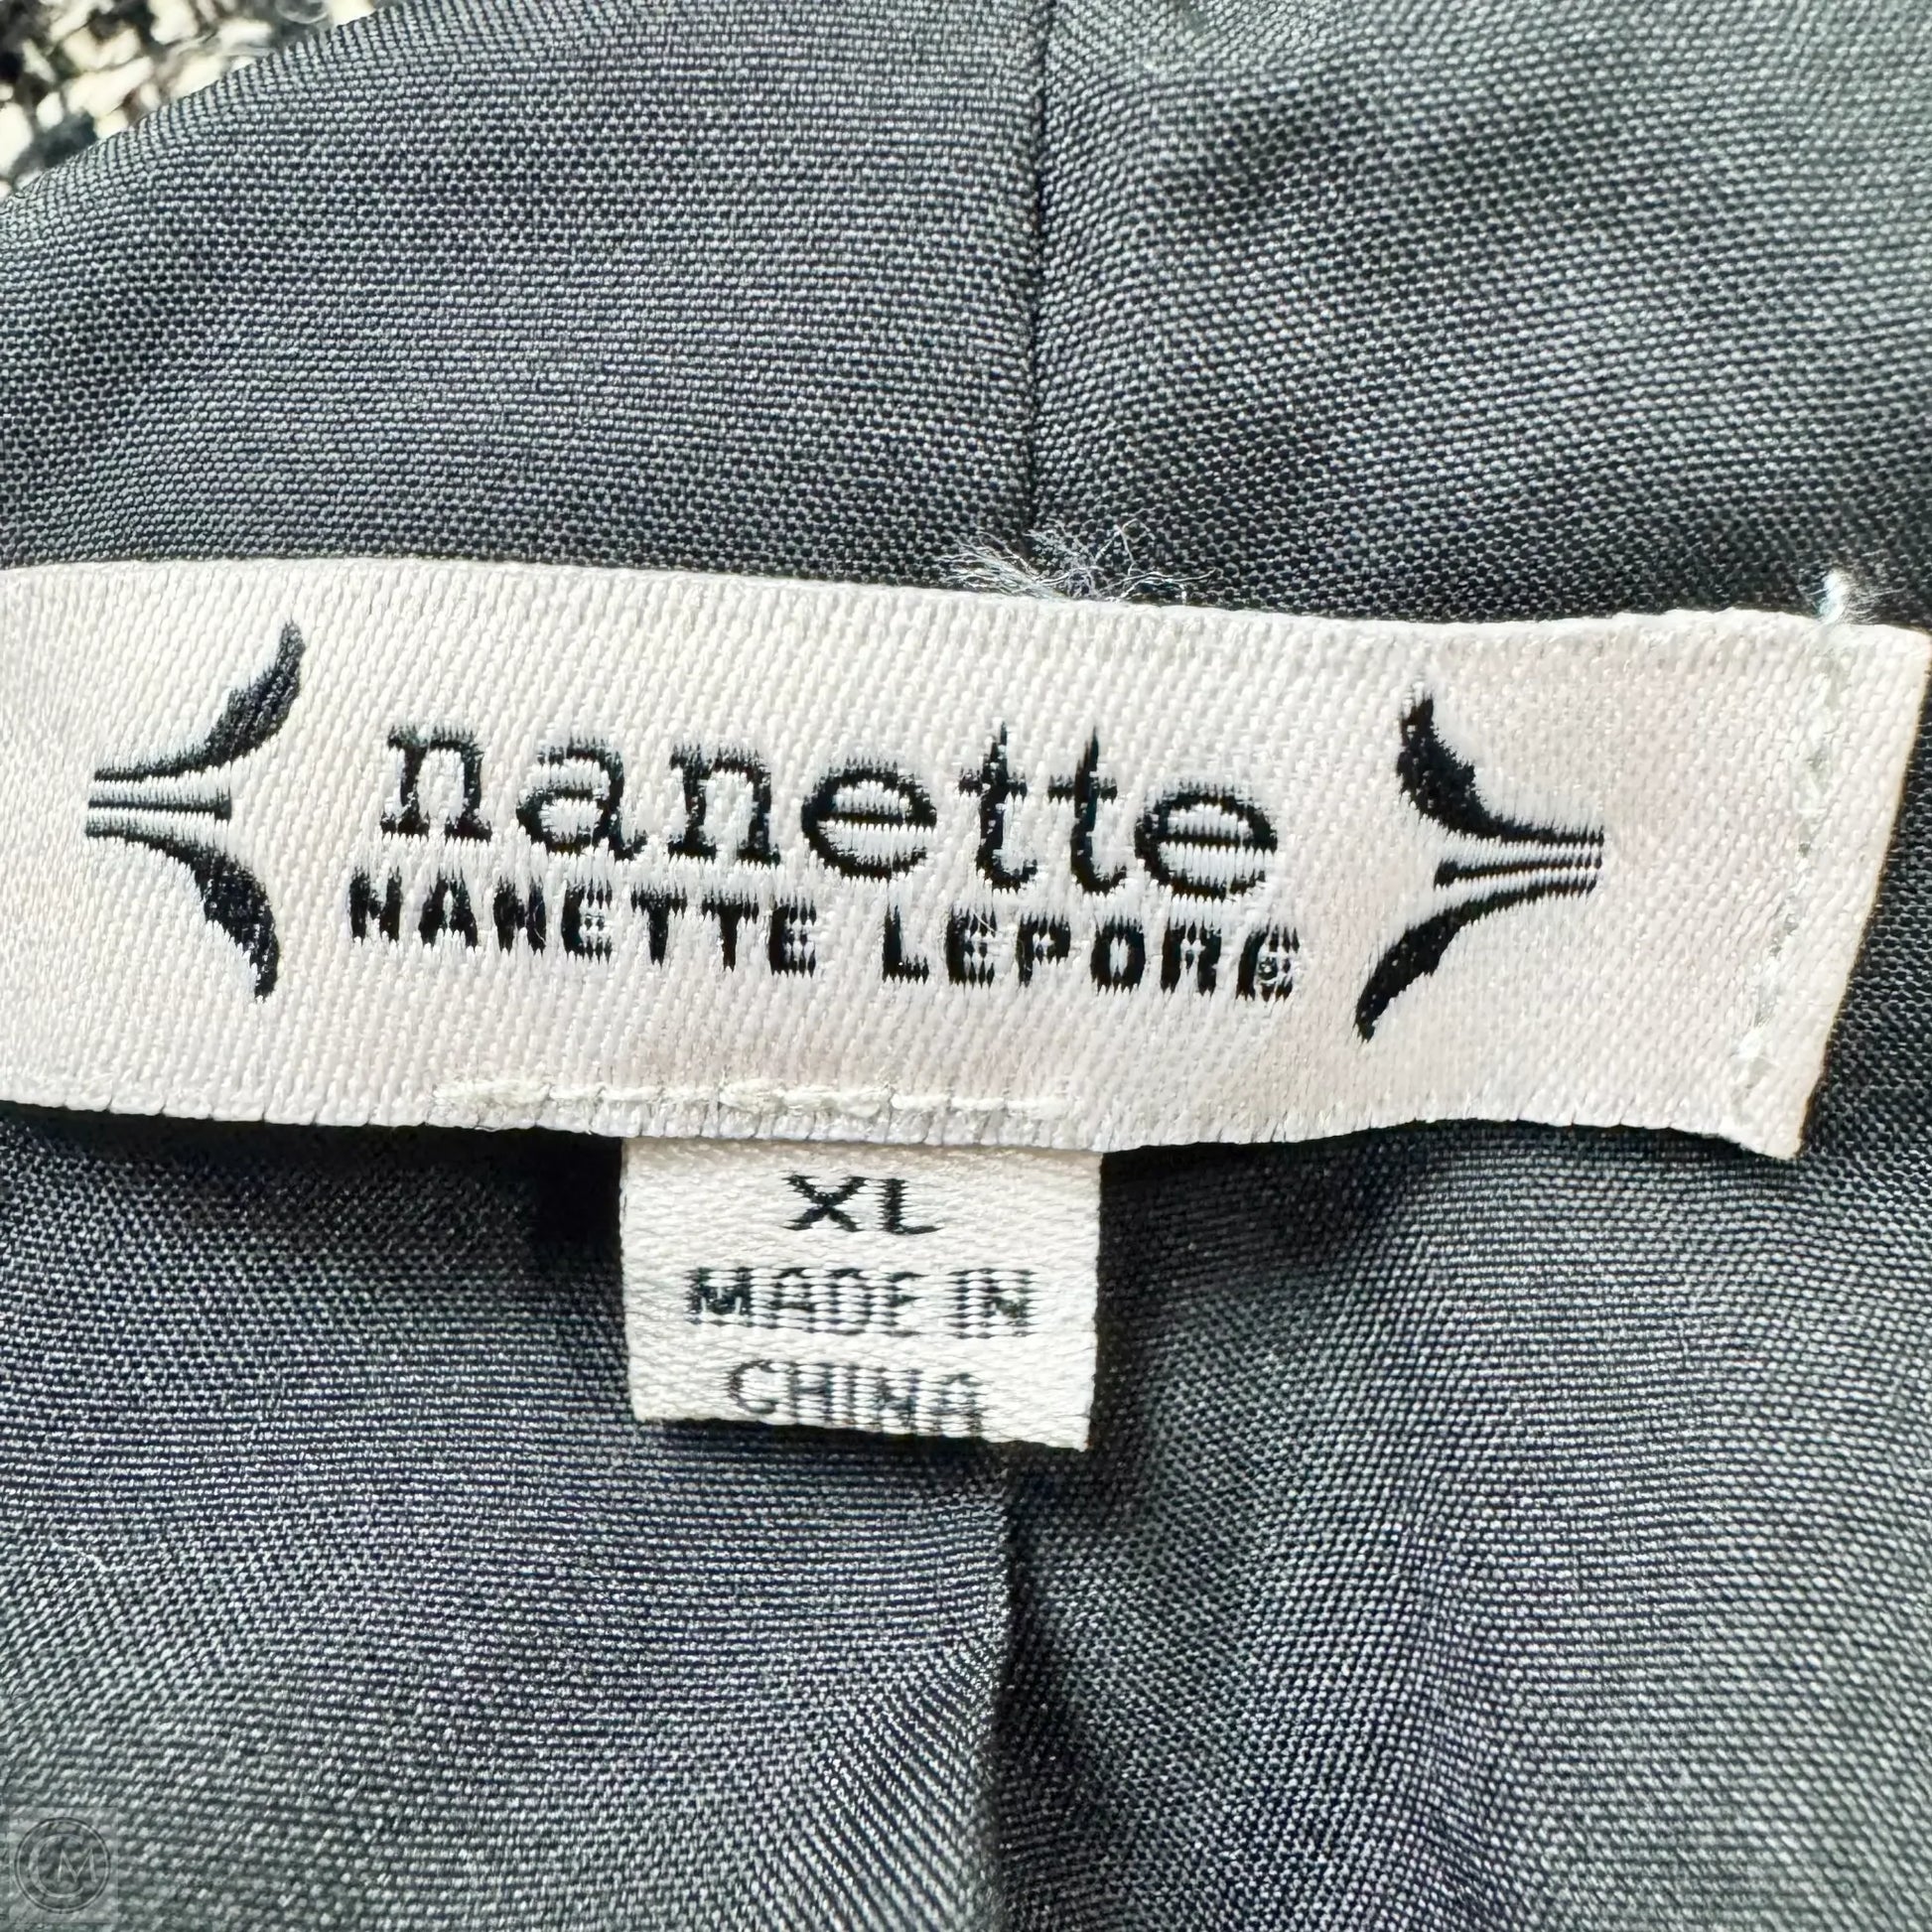 nanette
NANETTE LEPORE
XL
MADE IN
CHINA